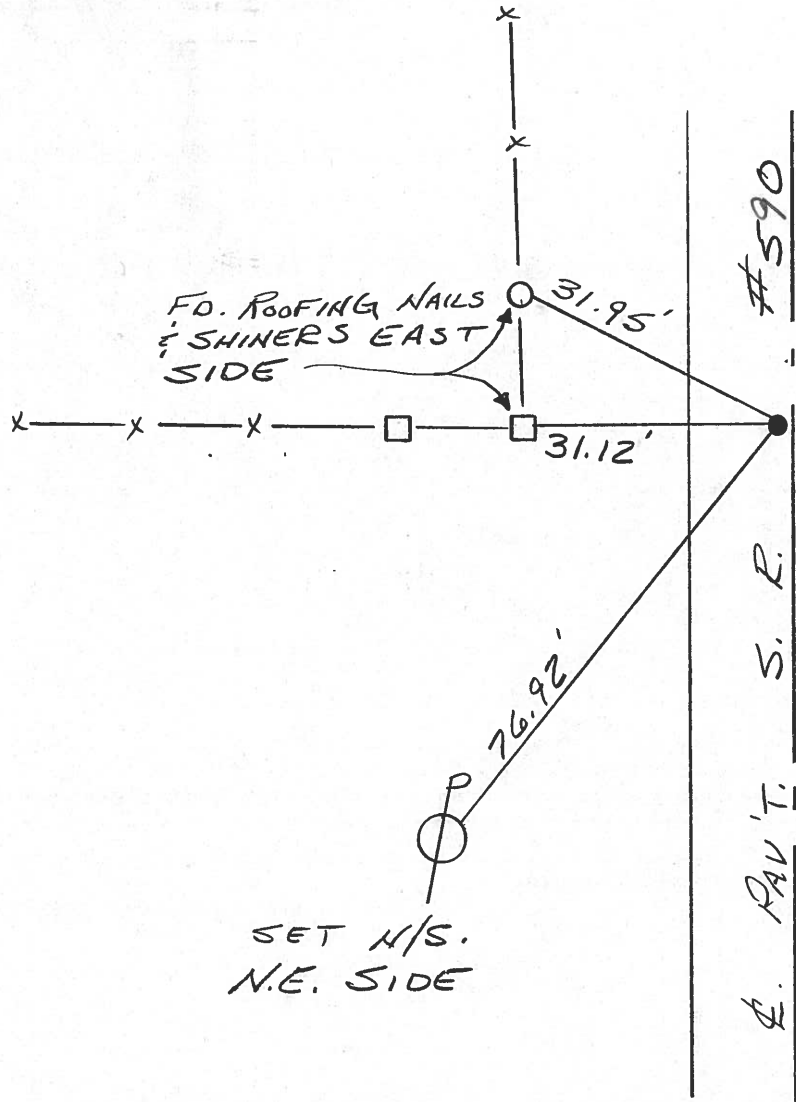 FD. ROOFING NAILS
& SHINERS EAST
SIDE
31.95'
31.12'
76.92'
P
SET N/S.
N.E. SIDE
℄. PAV'T. S. R. #590
x
x
x x x